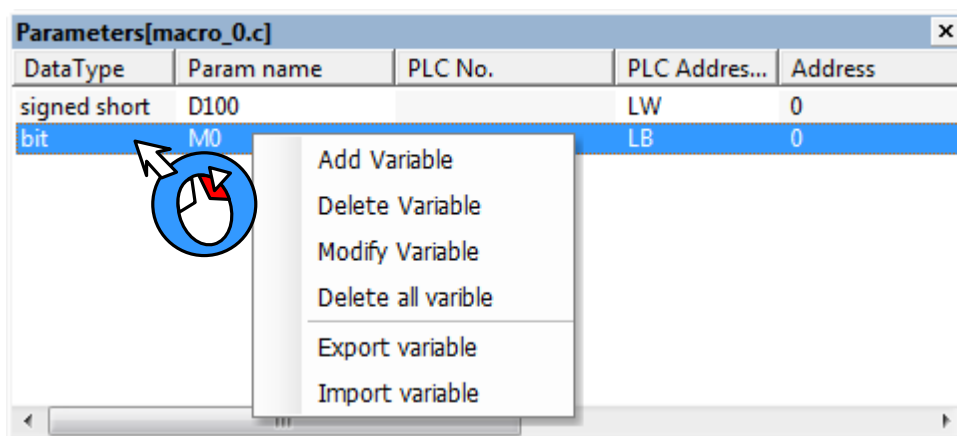 Parameters[macro_0.c]
DataType Param name PLC No. PLC Addres... Address
signed short D100 LW 0
bit M0 LB 0
Add Variable
Delete Variable
Modify Variable
Delete all varible
Export variable
Import variable